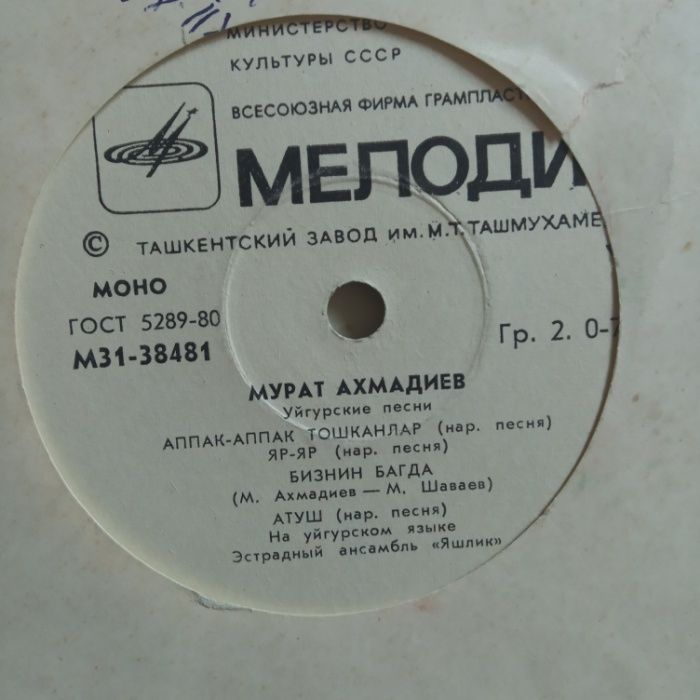 МИНИСТЕРСТВО
КУЛЬТУРЫ СССР
ВСЕСОЮЗНАЯ ФИРМА ГРАМПЛАСТ
МЕЛОДИ
© ТАШКЕНТСКИЙ ЗАВОД ИМ. М.Т. ТАШМУХАМЕ
МОНО
ГОСТ 5289-80
М31-38481
Гр. 2. 0-7
МУРАТ АХМАДИЕВ
Уйгурские песни
АППАК-АППАК ТОШКАНЛАР (нар. песня)
ЯР-ЯР (нар. песня)
БИЗНИН БАГДА
(М. Ахмадиев — М. Шаваев)
АТУШ (нар. песня)
На уйгурском языке
Эстрадный ансамбль «Яшлик»